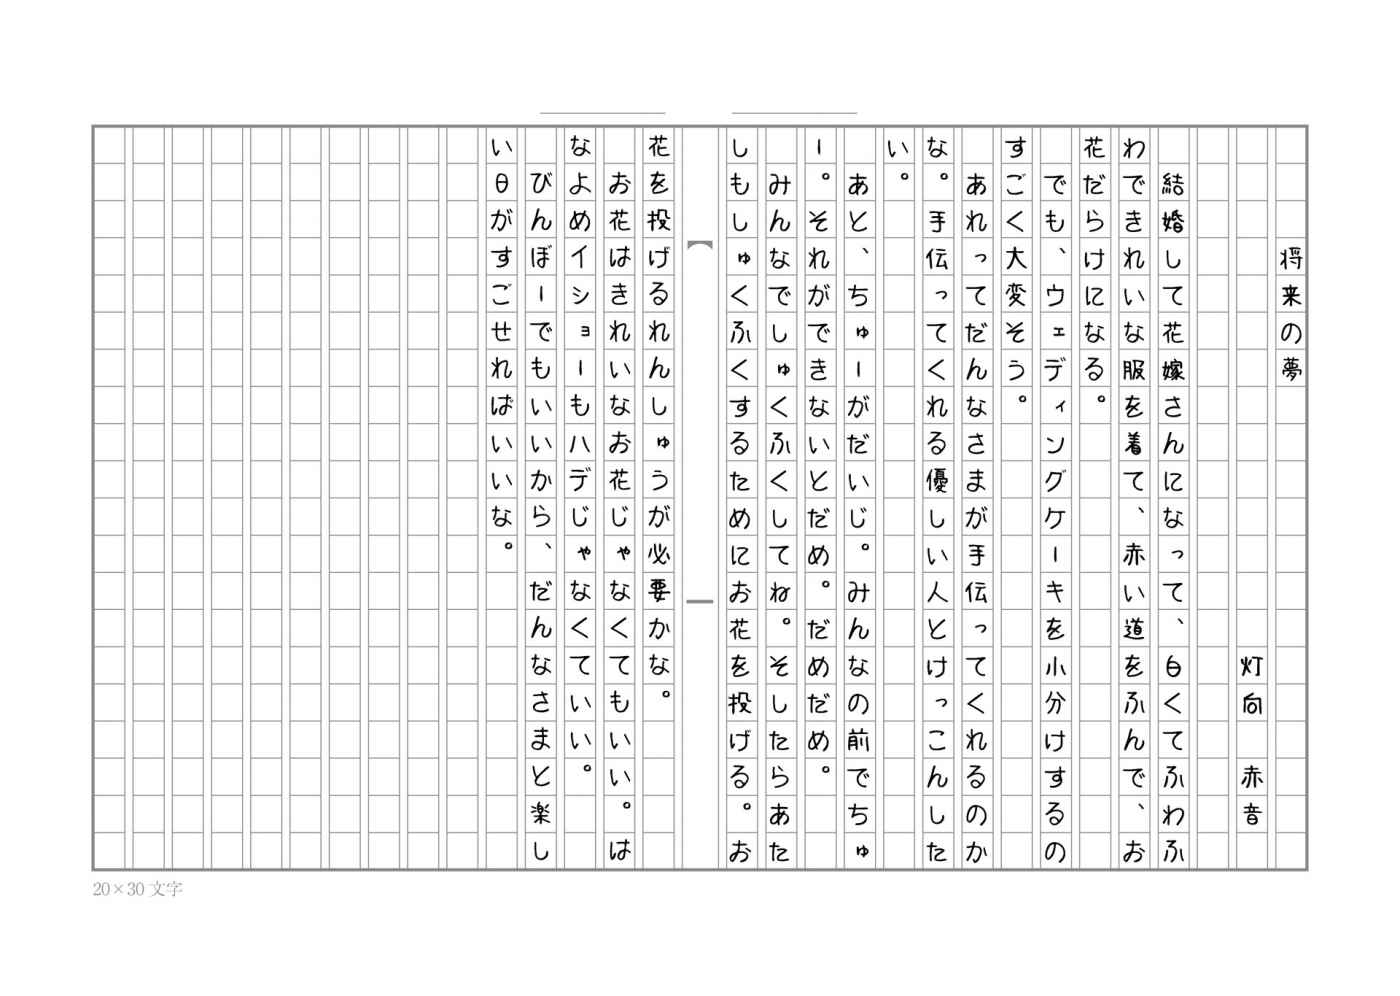 将来の夢
灯向　赤音
結婚して花嫁さんになって、白くてふわふ
わできれいな服を着て、赤い道をふんで、お
花だらけになる。
でも、ウェディングケーキを小分けするの
すごく大変そう。
あれってだんなさまが手伝ってくれるのか
な。手伝ってくれる優しい人とけっこんした
い。
あと、ちゅーがだいじ。みんなの前でちゅ
ー。それができないとだめ。だめだめ。
みんなでしゅくふくしてね。そしたらあた
しもしゅくふくするためにお花を投げる。お
花を投げるれんしゅうが必要かな。
お花はきれいなお花じゃなくてもいい。は
なよめイショーもハデじゃなくていい。
びんぼーでもいいから、だんなさまと楽し
い日がすごせればいいな。
20×30 文字